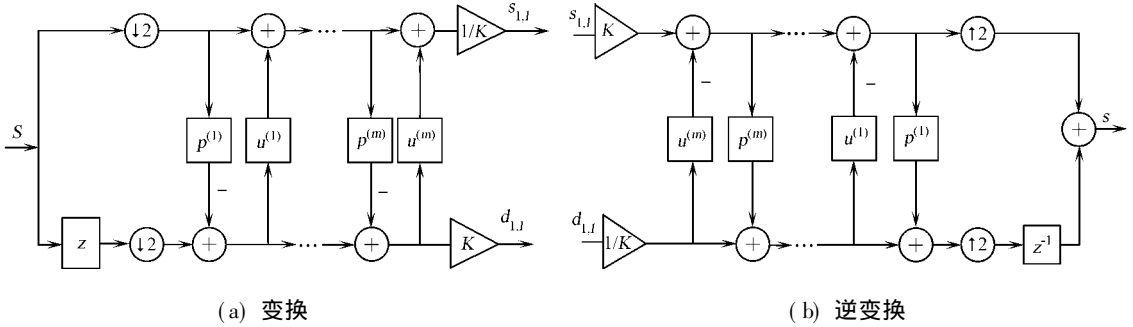 S
↓2
p(1)
u(1)
...
p(m)
u(m)
1/K
s1,l
−
−
z
↓2
...
K
d1,l
(a) 变换
s1,l
K
−
...
−
↑2
u(m)
p(m)
u(1)
p(1)
s
d1,l
1/K
...
↑2
z-1
(b) 逆变换